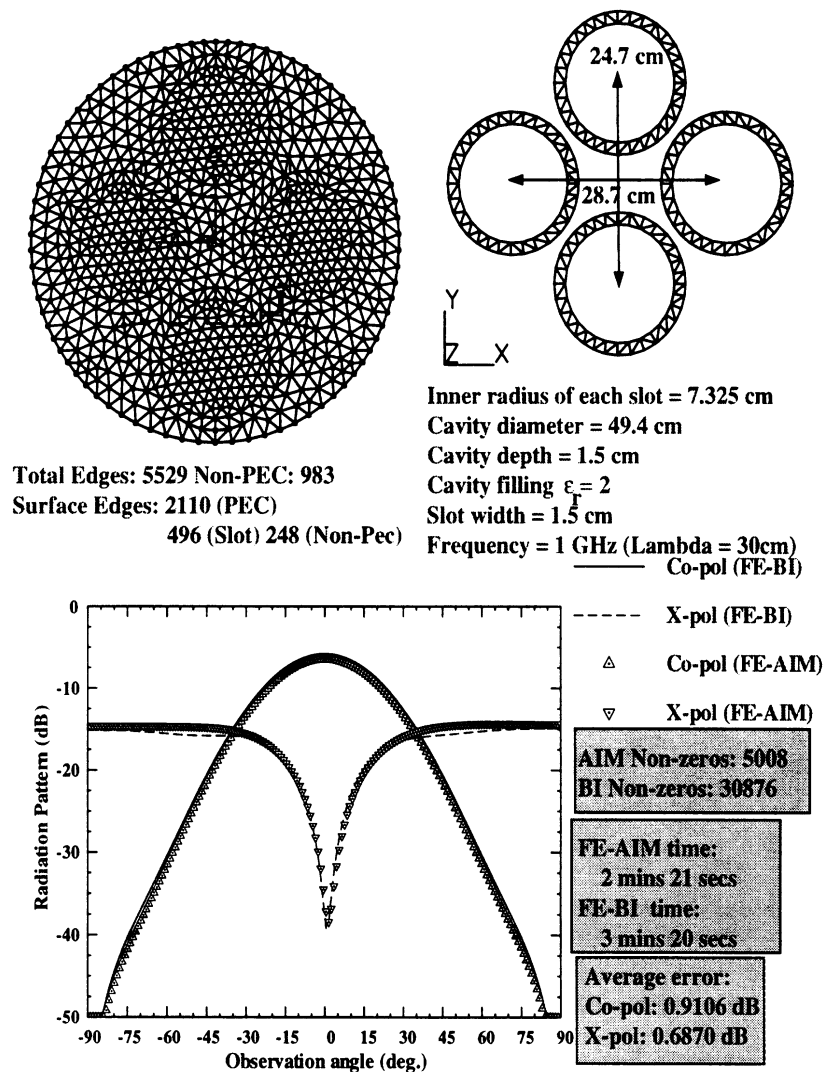 24.7 cm
28.7 cm
Y
Z X
Total Edges: 5529 Non-PEC: 983
Surface Edges: 2110 (PEC)
496 (Slot) 248 (Non-Pec)
Inner radius of each slot = 7.325 cm
Cavity diameter = 49.4 cm
Cavity depth = 1.5 cm
Cavity filling εr= 2
Slot width = 1.5 cm
Frequency = 1 GHz (Lambda = 30cm)
Co-pol (FE-BI)
X-pol (FE-BI)
Co-pol (FE-AIM)
X-pol (FE-AIM)
AIM Non-zeros: 5008
BI Non-zeros: 30876
FE-AIM time:
2 mins 21 secs
FE-BI time:
3 mins 20 secs
Average error:
Co-pol: 0.9106 dB
X-pol: 0.6870 dB
Radiation Pattern (dB)
0
-10
-20
-30
-40
-50
-90 -75 -60 -45 -30 -15 0 15 30 45 60 75 90
Observation angle (deg.)